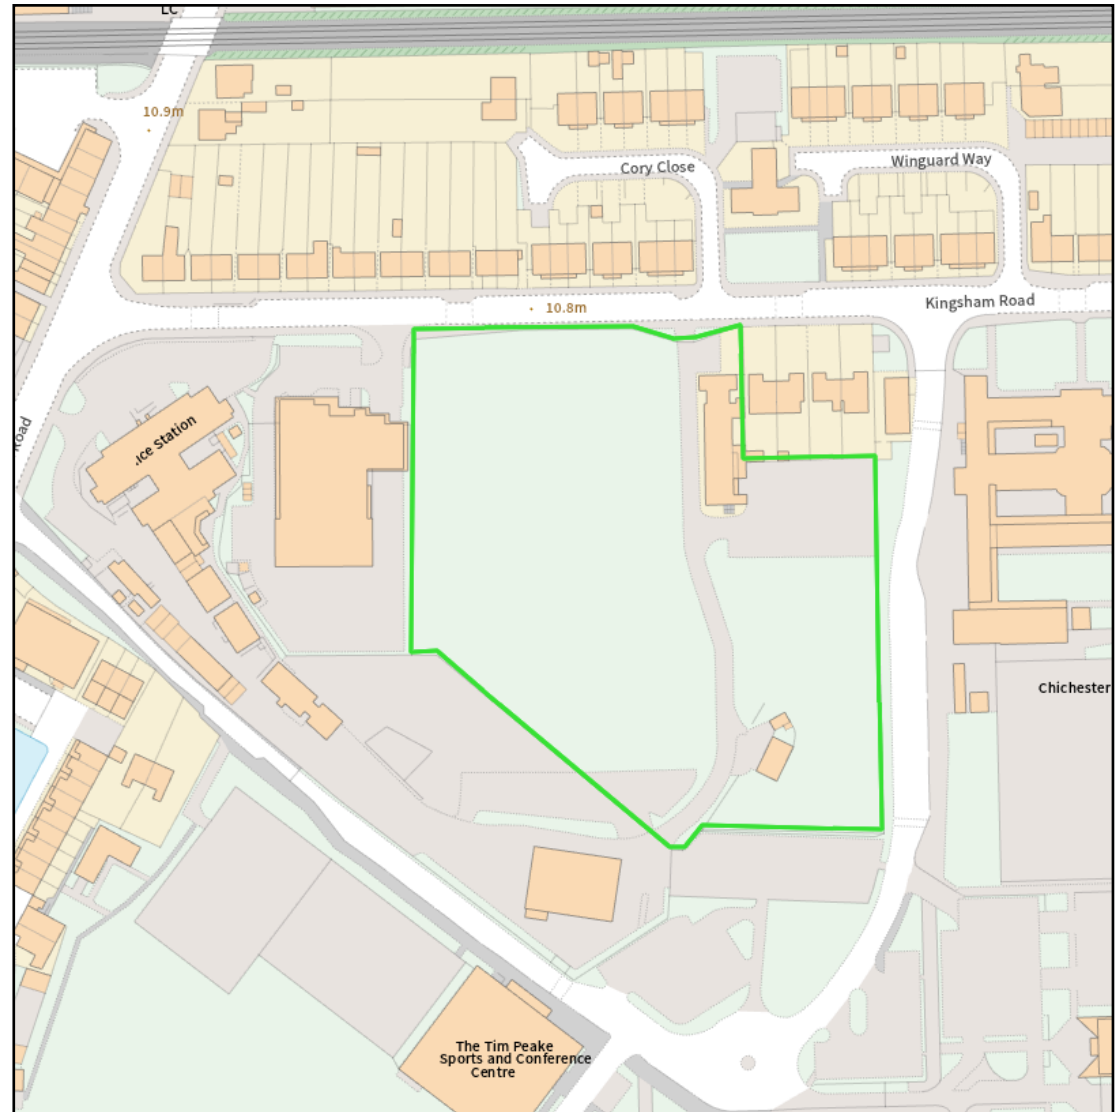 LC
10.9m
Cory Close
Winguard Way
10.8m
Kingsham Road
ice Station
Road
Chichester
The Tim Peake
Sports and Conference
Centre